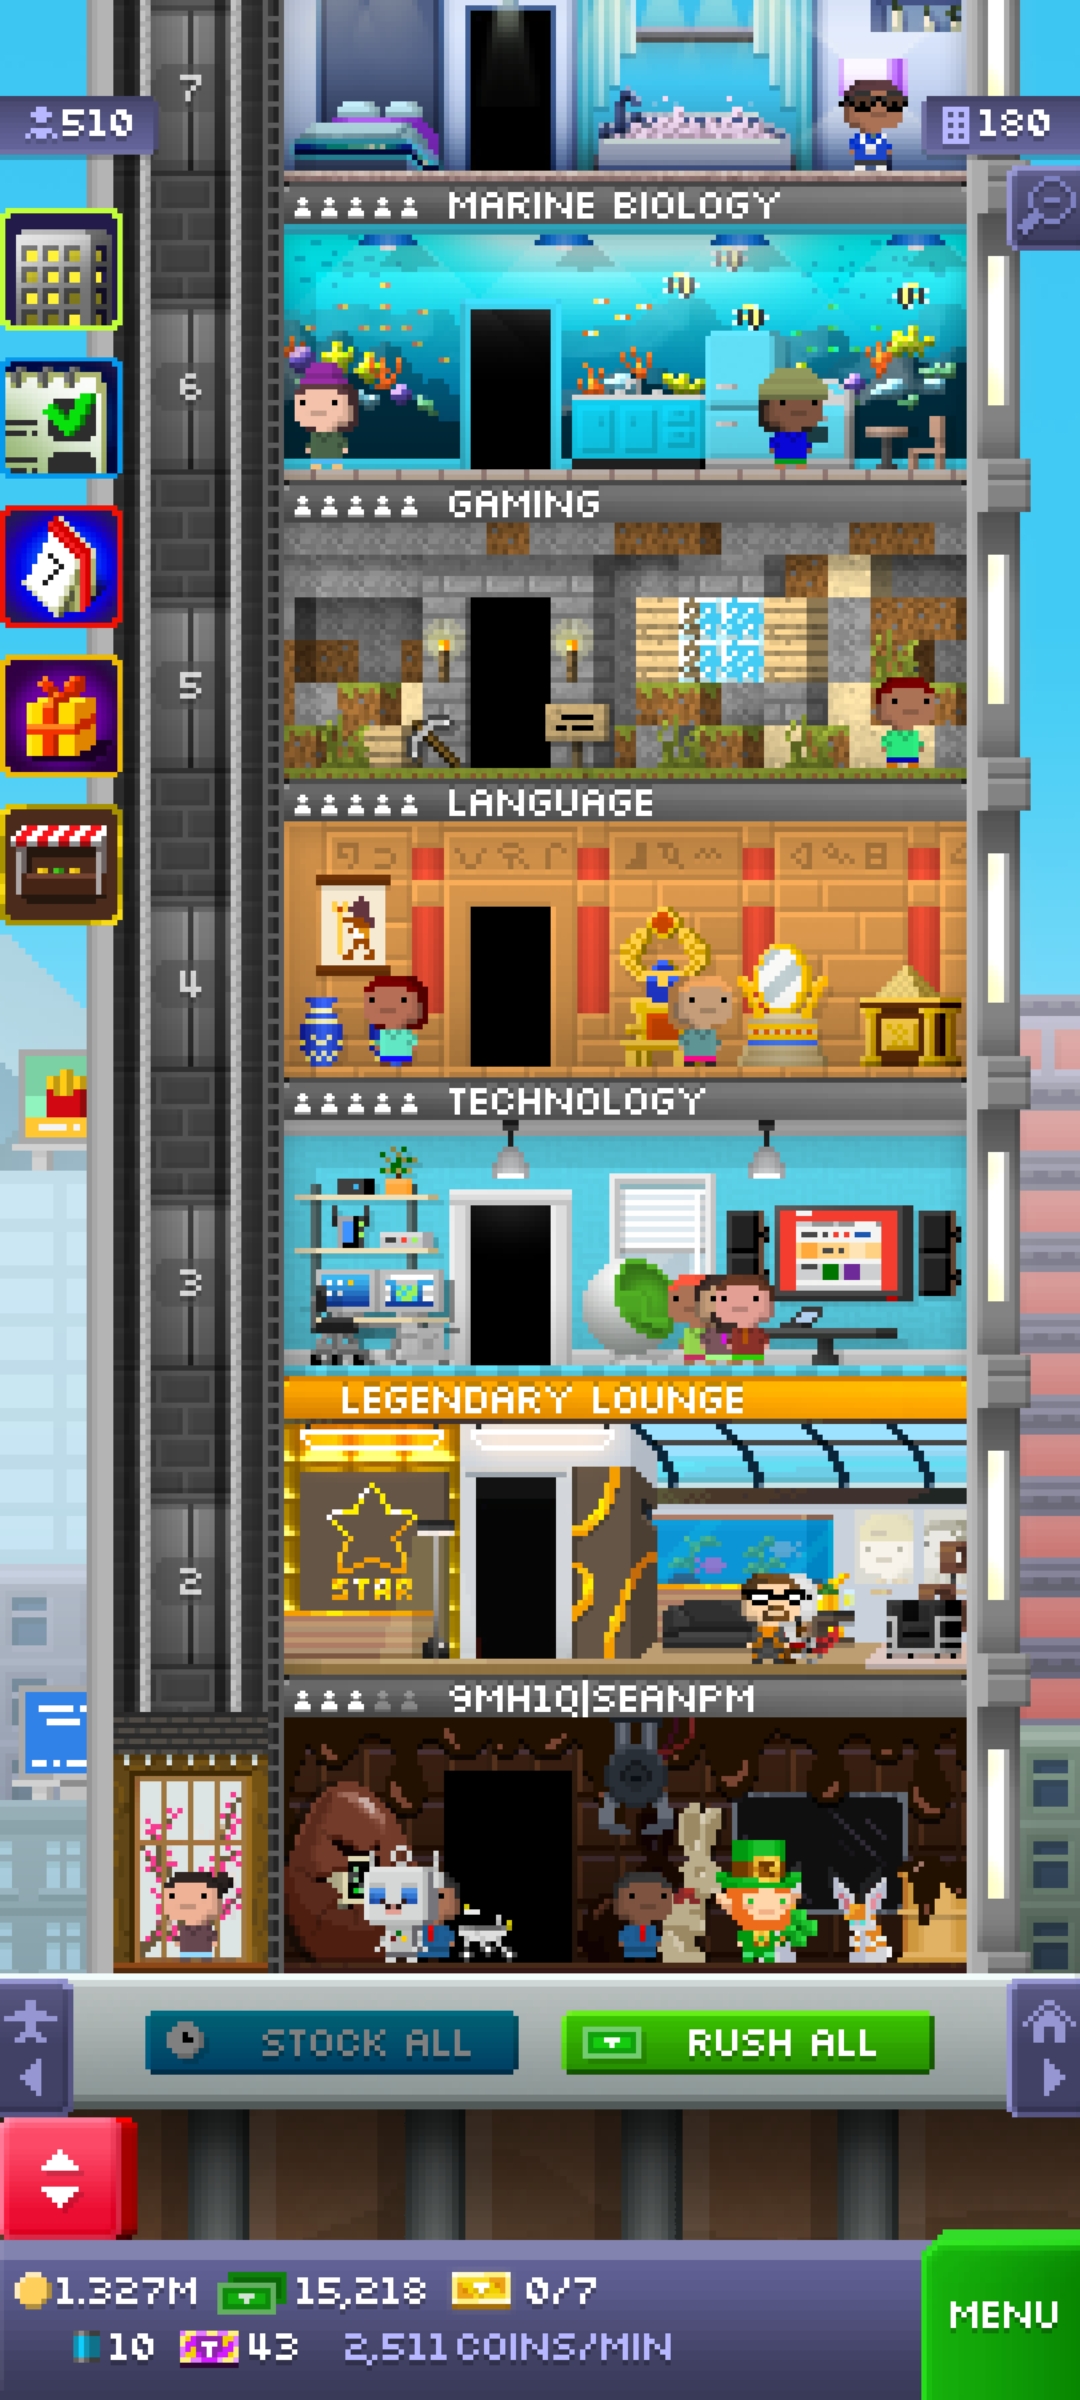 7
510
180
MARINE BIOLOGY
6
GAMING
5
LANGUAGE
4
TECHNOLOGY
3
LEGENDARY LOUNGE
STAR
2
9MH1Q|SEANPM
STOCK ALL
RUSH ALL
1.327M 15,218 0/7
10 43 2,511 COINS/MIN
MENU